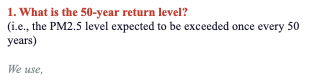 1. What is the 50-year return level?
(i.e., the PM2.5 level expected to be exceeded once every 50
years)
We use,